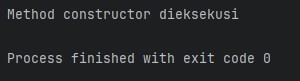 Method constructor dieksekusi
Process finished with exit code 0